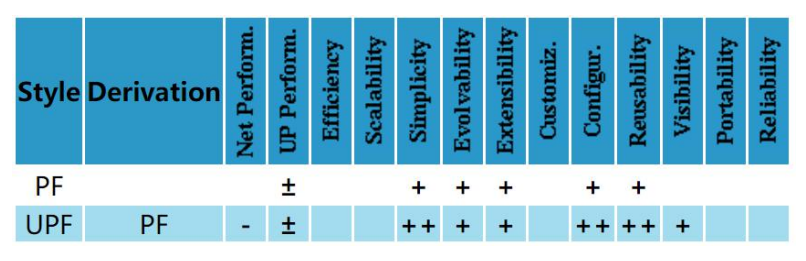 Style Derivation Net Perform. UP Perform. Efficiency Scalability Simplicity Evolvability Extensibility Customiz. Configur. Reusability Visibility Portability Reliability
PF ± + + + + +
UPF PF - ± ++ + + ++ ++ +